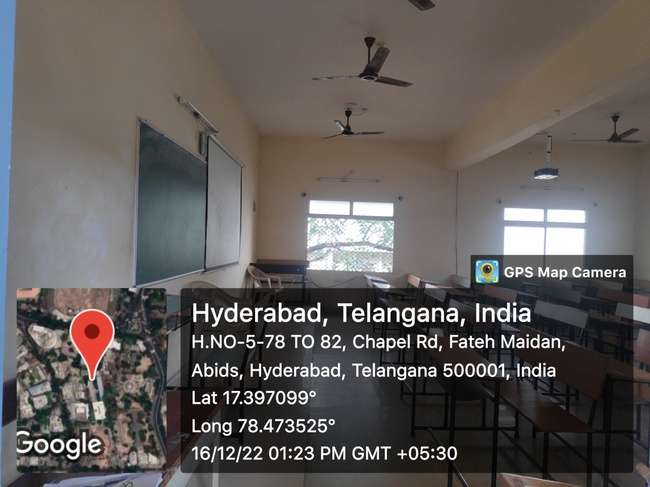 GPS Map Camera
Hyderabad, Telangana, India
H.NO-5-78 TO 82, Chapel Rd, Fateh Maidan,
Abids, Hyderabad, Telangana 500001, India
Lat 17.397099°
Long 78.473525°
16/12/22 01:23 PM GMT +05:30
Google